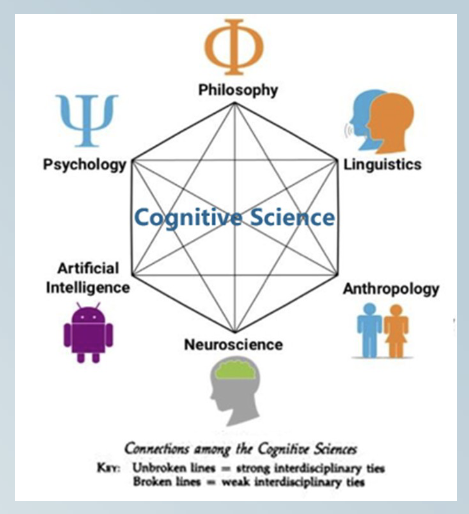 Φ
Philosophy
Ψ
Psychology
Linguistics
Cognitive Science
Artificial
Intelligence
Anthropology
Neuroscience
Connections among the Cognitive Sciences
KEY: Unbroken lines = strong interdisciplinary ties
Broken lines = weak interdisciplinary ties